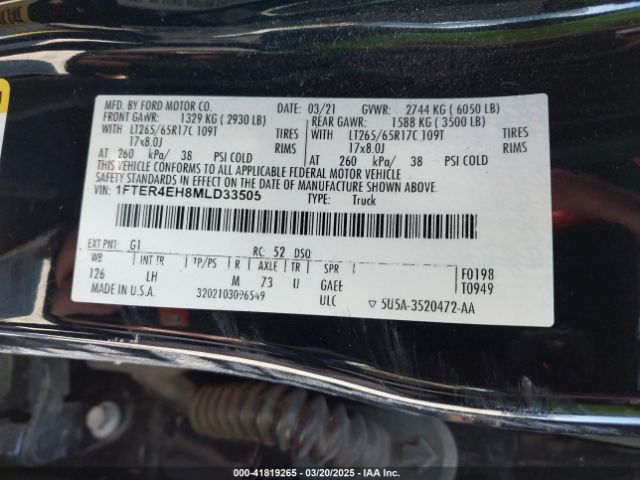 MFD. BY FORD MOTOR CO. DATE: 03/21 GVWR: 2744 KG ( 6050 LB)
FRONT GAWR: 1329 KG ( 2930 LB) REAR GAWR: 1588 KG ( 3500 LB)
WITH LT265/65R17C 109T TIRES WITH LT265/65R17C 109T TIRES
17x8.0J RIMS 17x8.0J RIMS
AT 260 kPa/ 38 PSI COLD AT 260 kPa/ 38 PSI COLD
THIS VEHICLE CONFORMS TO ALL APPLICABLE FEDERAL MOTOR VEHICLE
SAFETY STANDARDS IN EFFECT ON THE DATE OF MANUFACTURE SHOWN ABOVE.
VIN: 1FTER4EH8MLD33505 TYPE: Truck
EXT PNT: G1 RC: 52 DSO:
WB INT TR TP/PS R AXLE TR SPR F0198
126 LH M 73 U GAEE T0949
MADE IN U.S.A. 3202103096549 ULC 5U5A-3520472-AA
000-41819265 - 03/20/2025 - IAA Inc.